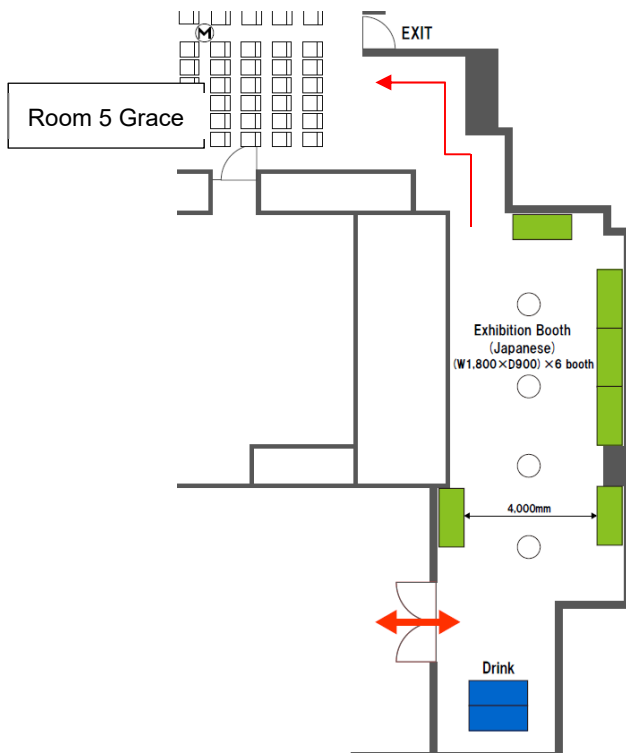 EXIT
M
Room 5 Grace
Exhibition Booth
(Japanese)
(W1,800×D900) ×6 booth
4,000mm
Drink